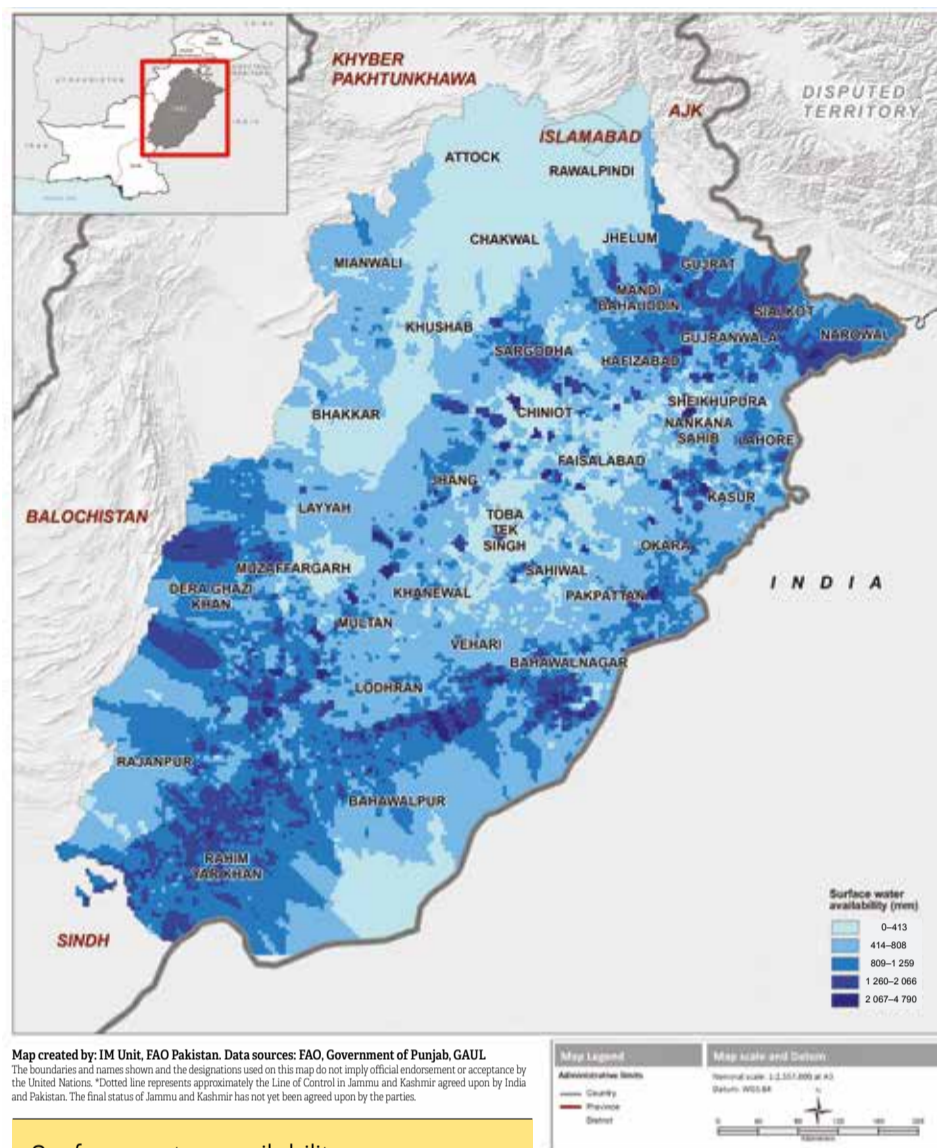 KHYBER
PAKHTUNKHAWA
AJK
DISPUTED
TERRITORY
ISLAMABAD
ATTOCK
RAWALPINDI
CHAKWAL
JHELUM
MIANWALI
GUJRAT
MANDI
BAHAUDDIN
SIALKOT
KHUSHAB
GUJRANWALA
NAROWAL
SARGODHA
HAFIZABAD
SHEIKHUPURA
BHAKKAR
CHINIOT
NANKANA
SAHIB
LAHORE
FAISALABAD
JHANG
KASUR
LAYYAH
BALOCHISTAN
TOBA
TEK
SINGH
OKARA
MUZAFFARGARH
SAHIWAL
INDIA
DERA GHAZI
KHAN
KHANEWAL
PAKPATTAN
MULTAN
VEHARI
BAHAWALNAGAR
LODHRAN
RAJANPUR
BAHAWALPUR
RAHIM
YAR KHAN
SINDH
Surface water
availability (mm)
0–413
414–808
809–1 259
1 260–2 066
2 067–4 790
Map created by: IM Unit, FAO Pakistan. Data sources: FAO, Government of Punjab, GAUL
The boundaries and names shown and the designations used on this map do not imply official endorsement or acceptance by
the United Nations. *Dotted line represents approximately the Line of Control in Jammu and Kashmir agreed upon by India
and Pakistan. The final status of Jammu and Kashmir has not yet been agreed upon by the parties.
Map Legend
Administrative limits
Country
Province
District
Map scale and Datum
Datum: WGS 84